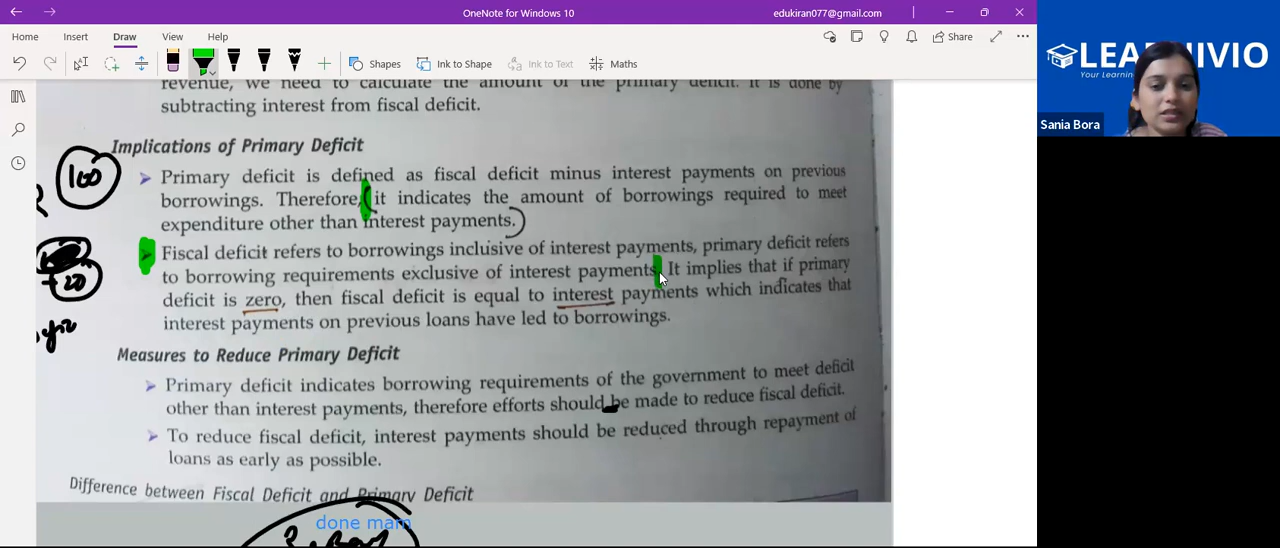 OneNote for Windows 10
edukiran077@gmail.com
Home Insert Draw View Help
Share
Shapes Ink to Shape Ink to Text Maths
LEARNIVIO
Your Learning
Sania Bora
revenue, we need to calculate the amount of the primary deficit. It is done by
subtracting interest from fiscal deficit.
Implications of Primary Deficit
Primary deficit is defined as fiscal deficit minus interest payments on previous
borrowings. Therefore, it indicates the amount of borrowings required to meet
expenditure other than interest payments.
Fiscal deficit refers to borrowings inclusive of interest payments, primary deficit refers
to borrowing requirements exclusive of interest payments. It implies that if primary
deficit is zero, then fiscal deficit is equal to interest payments which indicates that
interest payments on previous loans have led to borrowings.
100
20
Measures to Reduce Primary Deficit
Primary deficit indicates borrowing requirements of the government to meet deficit
other than interest payments, therefore efforts should be made to reduce fiscal deficit.
To reduce fiscal deficit, interest payments should be reduced through repayment of
loans as early as possible.
Difference between Fiscal Deficit and Primary Deficit
done mam